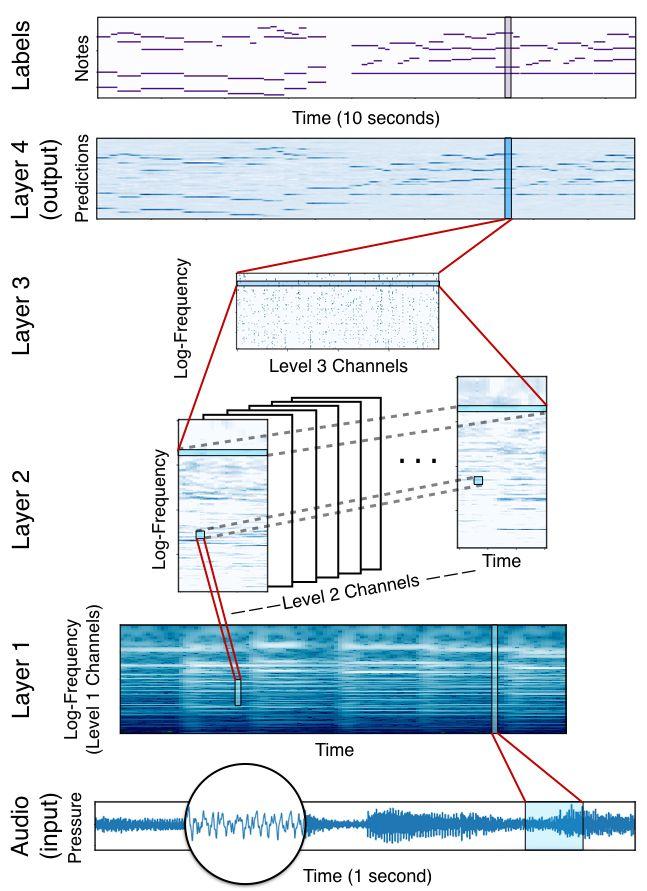 Labels
Notes
Time (10 seconds)
Layer 4
(output)
Predictions
Layer 3
Log-Frequency
Level 3 Channels
Layer 2
Log-Frequency
. . .
Time
Level 2 Channels
Layer 1
Log-Frequency
(Level 1 Channels)
Time
Audio
(input)
Pressure
Time (1 second)